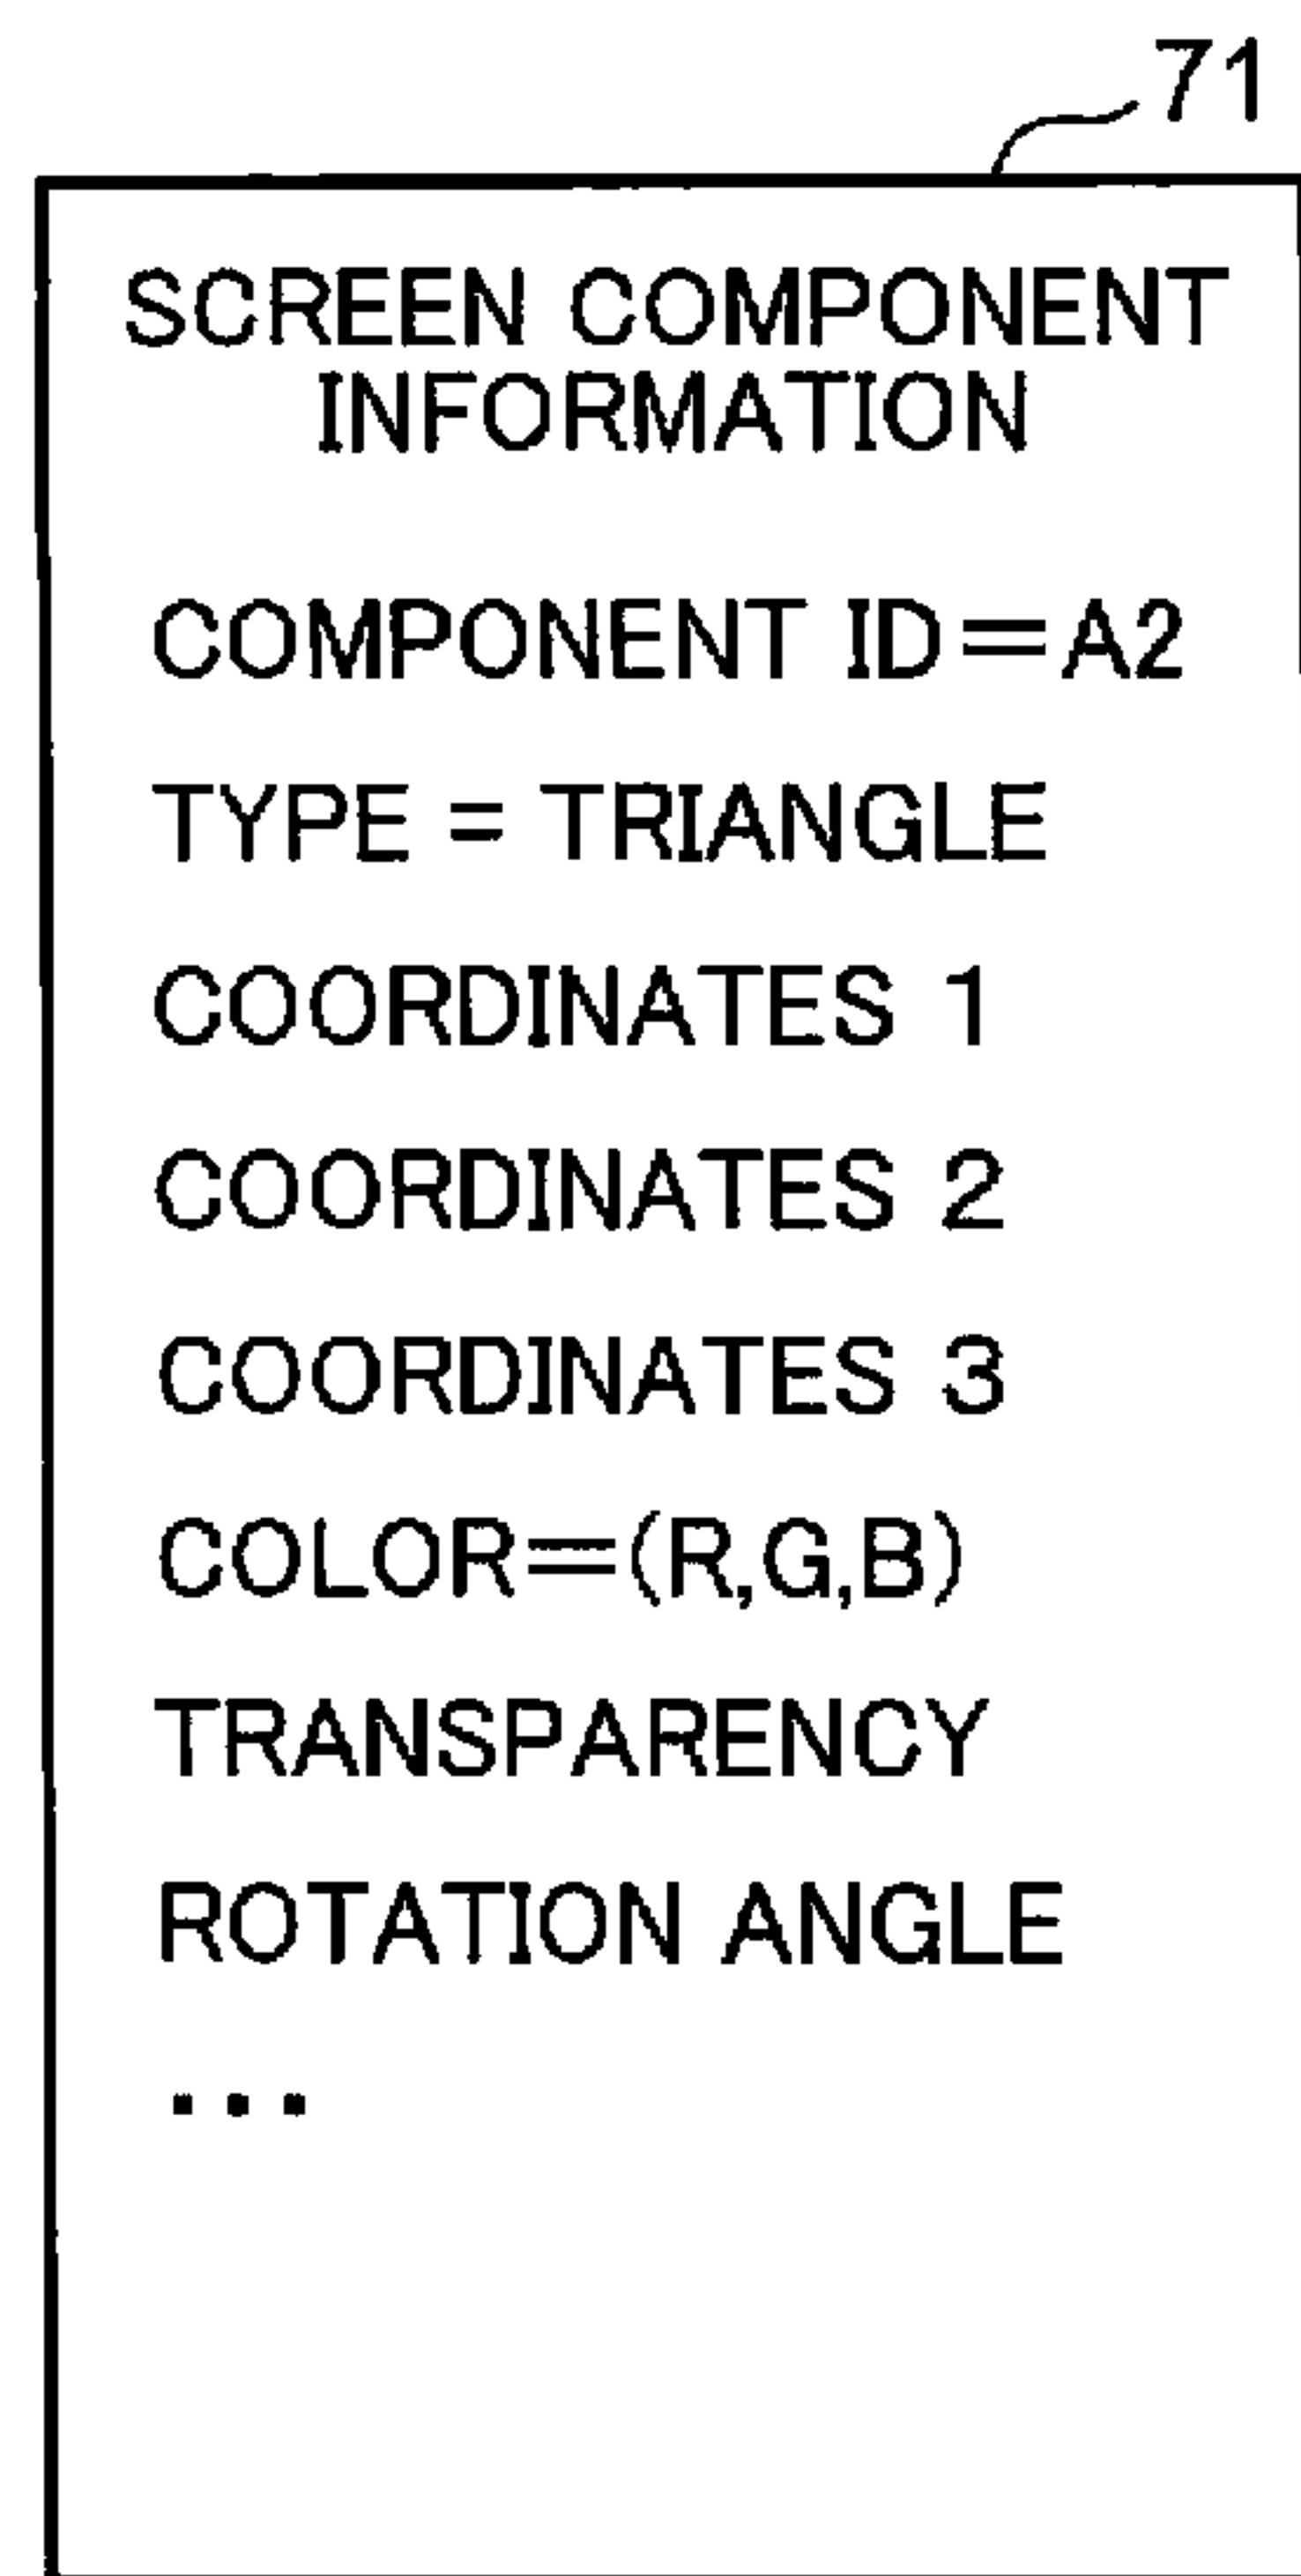 71
SCREEN COMPONENT
INFORMATION
COMPONENT ID=A2
TYPE = TRIANGLE
COORDINATES 1
COORDINATES 2
COORDINATES 3
COLOR=(R,G,B)
TRANSPARENCY
ROTATION ANGLE
...